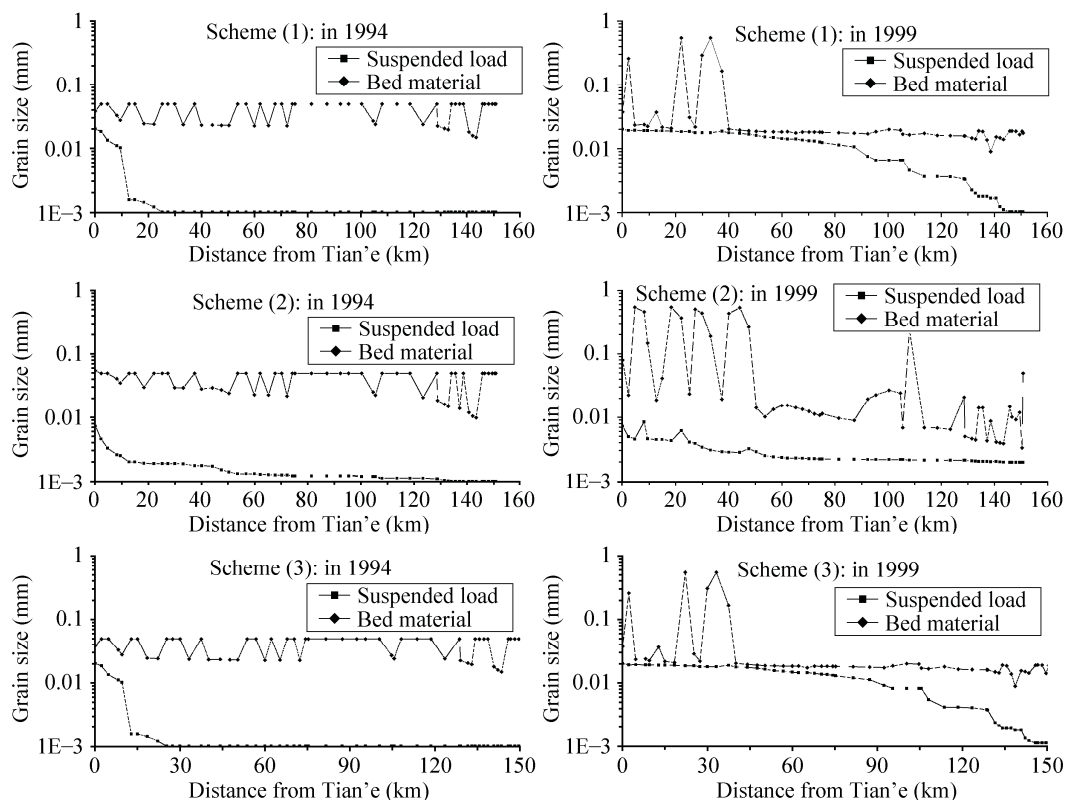 Scheme (1): in 1994
Suspended load
Bed material
Grain size (mm)
1
0.1
0.01
1E–3
0 20 40 60 80 100 120 140 160
Distance from Tian’e (km)
Scheme (1): in 1999
Suspended load
Bed material
Grain size (mm)
1
0.1
0.01
1E–3
0 20 40 60 80 100 120 140 160
Distance from Tian’e (km)
Scheme (2): in 1994
Suspended load
Bed material
Grain size (mm)
1
0.1
0.01
1E–3
0 20 40 60 80 100 120 140 160
Distance from Tian’e (km)
Scheme (2): in 1999
Suspended load
Bed material
Grain size (mm)
1
0.1
0.01
1E–3
0 20 40 60 80 100 120 140 160
Distance from Tian’e (km)
Scheme (3): in 1994
Suspended load
Bed material
Grain size (mm)
1
0.1
0.01
1E–3
0 30 60 90 120 150
Distance from Tian’e (km)
Scheme (3): in 1999
Suspended load
Bed material
Grain size (mm)
1
0.1
0.01
1E–3
0 30 60 90 120 150
Distance from Tian’e (km)